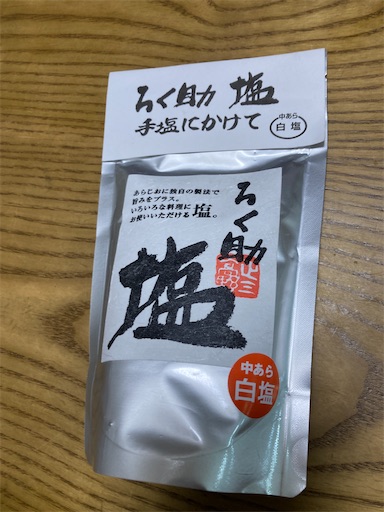 ろく助 塩
手塩にかけて
中あら
白塩
あらじおに独自の製法で
旨みをプラス。
いろいろな料理に
お使いいただける塩。
ろく助
塩
中あら
白塩